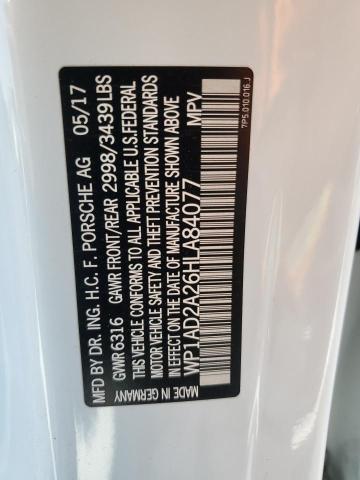 MFD BY DR. ING. H.C. F. PORSCHE AG 05/17
GVWR 6316 GAWR FRONT/REAR 2998/3439LBS
THIS VEHICLE CONFORMS TO ALL APPLICABLE U.S.FEDERAL
MOTOR VEHICLE SAFETY AND THEFT PREVENTION STANDARDS
IN EFFECT ON THE DATE OF MANUFACTURE SHOWN ABOVE
WP1AD2A26HLA84077 MPV
MADE IN GERMANY
7P5.010.016.J